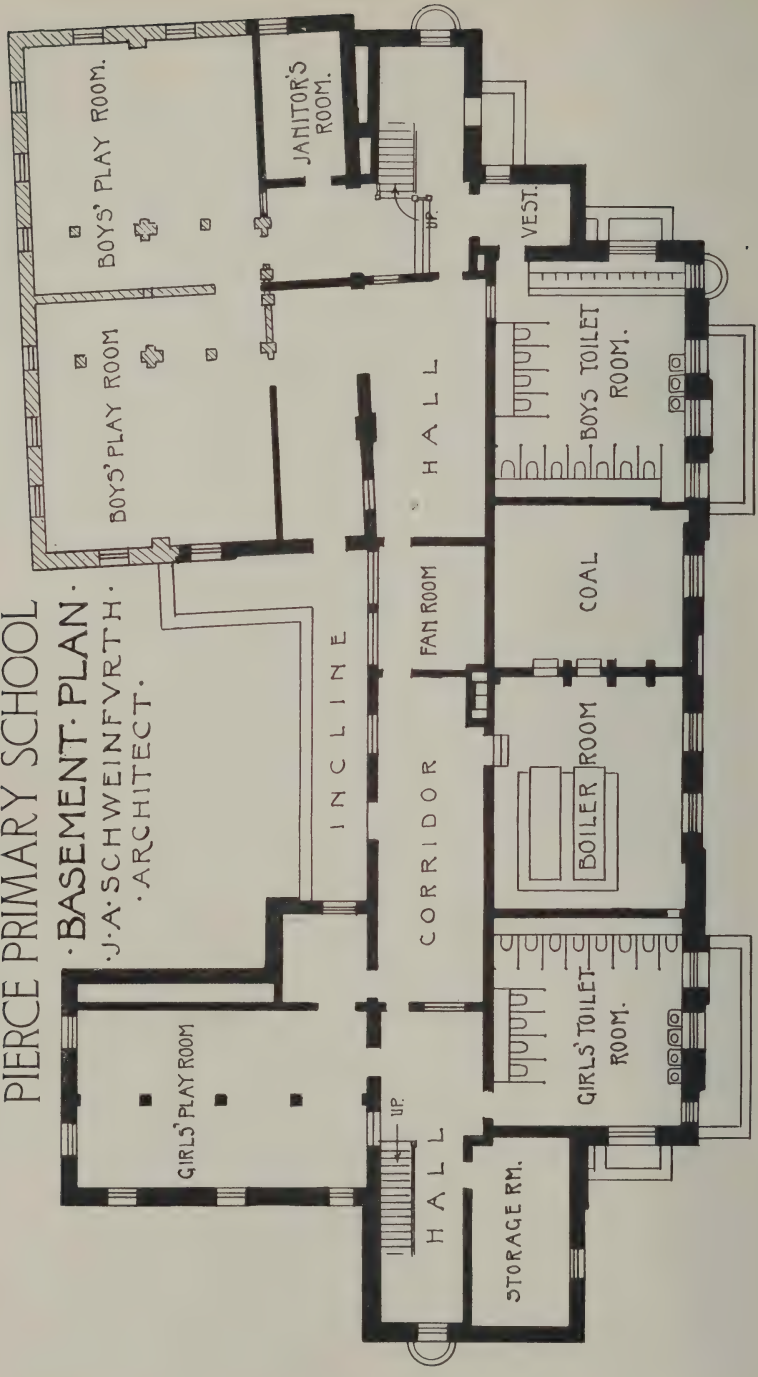 PIERCE PRIMARY SCHOOL
· BASEMENT · PLAN ·
· J · A · SCHWEINFVRTH ·
· ARCHITECT ·
BOYS' PLAY ROOM
BOYS' PLAY ROOM.
JANITOR'S
ROOM.
GIRLS' PLAY ROOM
INCLINE
UP.
UP.
HALL
CORRIDOR
FAN ROOM
HALL
VEST.
STORAGE RM.
GIRLS' TOILET
ROOM.
BOILER ROOM
COAL
BOYS TOILET
ROOM.